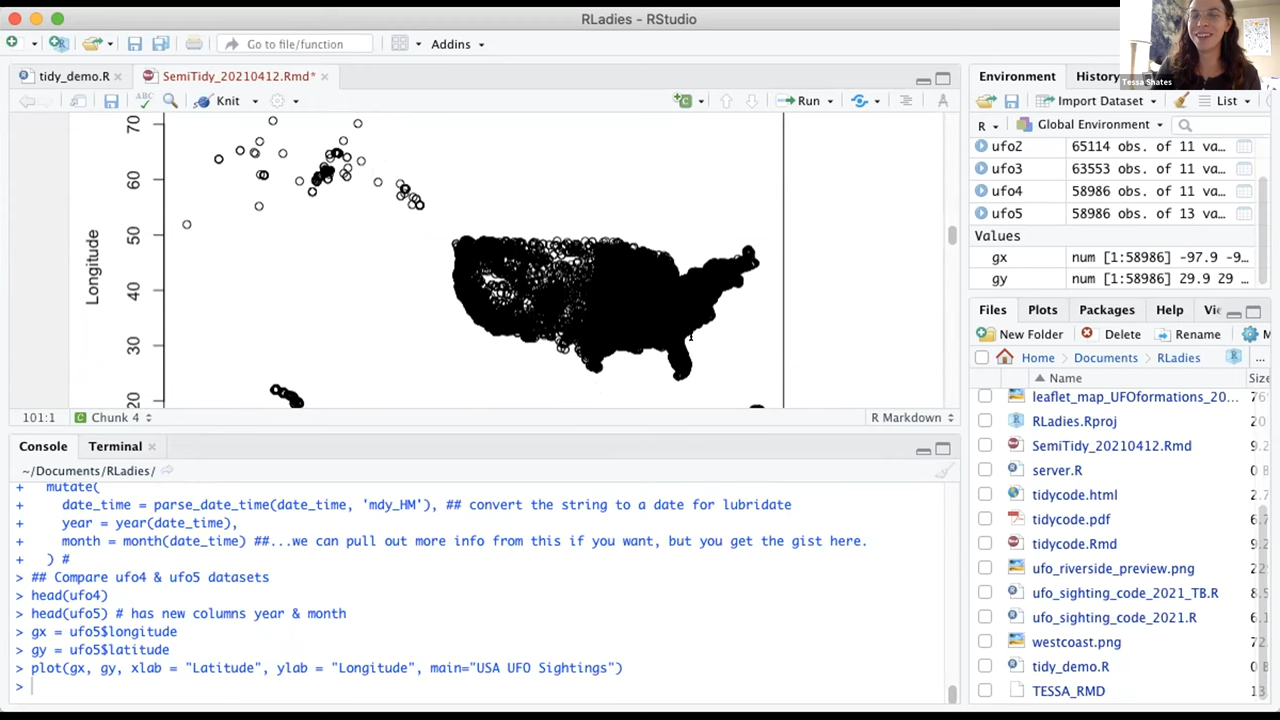 RLadies - RStudio
Go to file/function
Addins
Tessa Shates
tidy_demo.R
SemiTidy_20210412.Rmd*
ABC
Knit
Run
70
60
50
40
30
20
Longitude
101:1
Chunk 4
R Markdown
Console
Terminal
~/Documents/RLadies/
+ mutate(
+ date_time = parse_date_time(date_time, 'mdy_HM'), ## convert the string to a date for lubridate
+ year = year(date_time),
+ month = month(date_time) ##...we can pull out more info from this if you want, but you get the gist here.
+ ) #
> ## Compare ufo4 & ufo5 datasets
> head(ufo4)
> head(ufo5) # has new columns year & month
> gx = ufo5$longitude
> gy = ufo5$latitude
> plot(gx, gy, xlab = "Latitude", ylab = "Longitude", main="USA UFO Sightings")
>
Environment
History
Import Dataset
List
R
Global Environment
ufo2 65114 obs. of 11 va…
ufo3 63553 obs. of 11 va…
ufo4 58986 obs. of 11 va…
ufo5 58986 obs. of 13 va…
Values
gx num [1:58986] -97.9 -9…
gy num [1:58986] 29.9 29 …
Files
Plots
Packages
Help
New Folder
Delete
Rename
Home
Documents
RLadies
...
Name
Size
leaflet_map_UFOformations_20...
RLadies.Rproj
SemiTidy_20210412.Rmd
server.R
tidycode.html
tidycode.pdf
tidycode.Rmd
ufo_riverside_preview.png
ufo_sighting_code_2021_TB.R
ufo_sighting_code_2021.R
westcoast.png
tidy_demo.R
TESSA_RMD